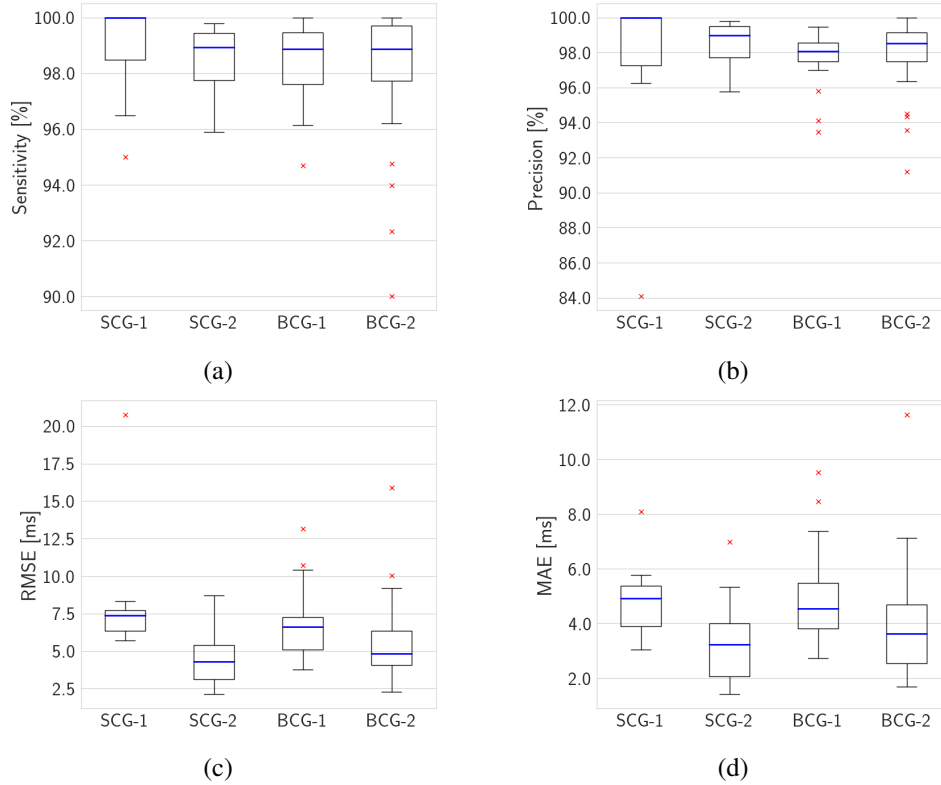 100.0
98.0
96.0
94.0
92.0
90.0
Sensitivity [%]
SCG-1 SCG-2 BCG-1 BCG-2
(a)
100.0
98.0
96.0
94.0
92.0
90.0
88.0
86.0
84.0
Precision [%]
SCG-1 SCG-2 BCG-1 BCG-2
(b)
20.0
17.5
15.0
12.5
10.0
7.5
5.0
2.5
RMSE [ms]
SCG-1 SCG-2 BCG-1 BCG-2
(c)
12.0
10.0
8.0
6.0
4.0
2.0
MAE [ms]
SCG-1 SCG-2 BCG-1 BCG-2
(d)